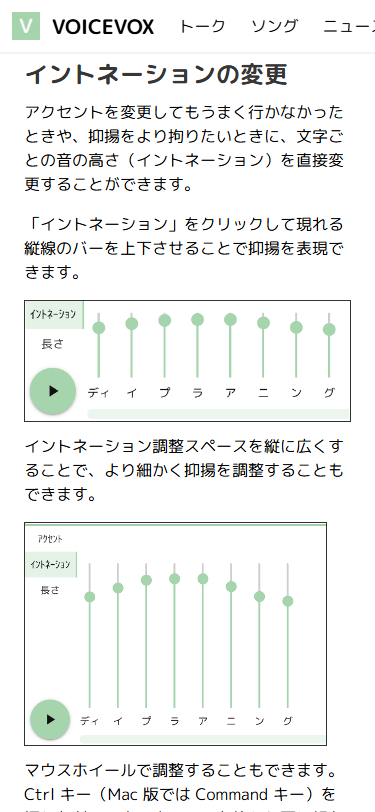 V VOICEVOX トーク ソング ニュース
イントネーションの変更
アクセントを変更してもうまく行かなかった
ときや、抑揚をより拘りたいときに、文字ご
との音の高さ（イントネーション）を直接変
更することができます。
「イントネーション」をクリックして現れる
縦線のバーを上下させることで抑揚を表現で
きます。
イントネーション
長さ
ディ イ プ ラ ア ニ ン グ
イントネーション調整スペースを縦に広くす
ることで、より細かく抑揚を調整することも
できます。
アクセント
イントネーション
長さ
ディ イ プ ラ ア ニ ン グ
マウスホイールで調整することもできます。
Ctrl キー（Mac 版では Command キー）を